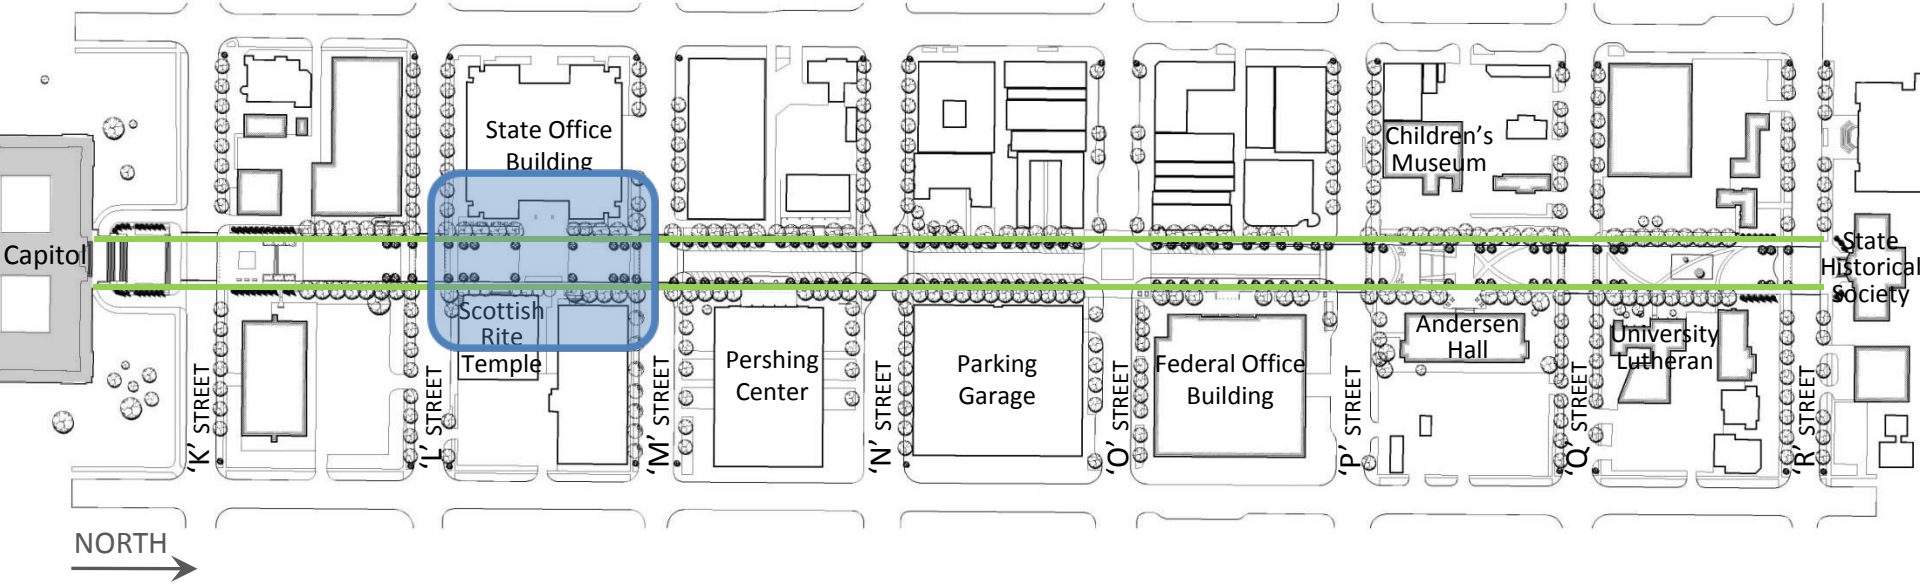 State Office
Building
Children's
Museum
Capitol
State
Historical
Society
Scottish
Rite
Temple
Pershing
Center
Parking
Garage
Federal Office
Building
Andersen
Hall
University
Lutheran
‘K’ STREET
‘L’ STREET
‘M’ STREET
‘N’ STREET
‘O’ STREET
‘P’ STREET
‘Q’ STREET
‘R’ STREET
NORTH